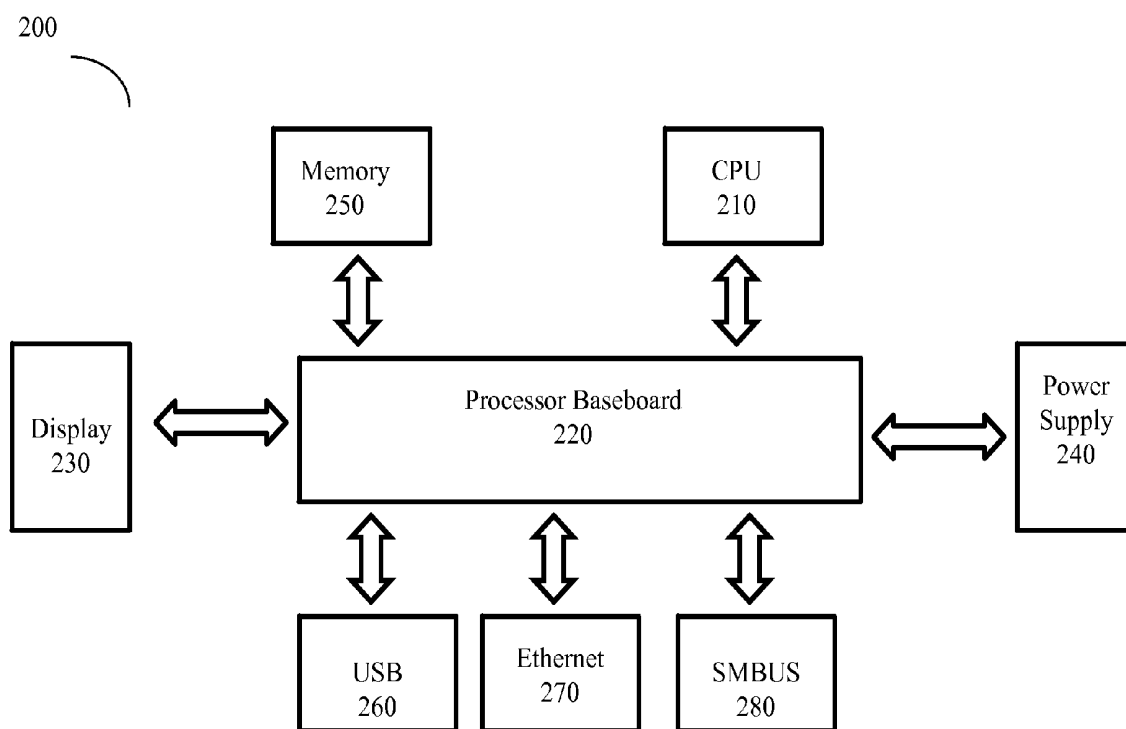 200
Memory
250
CPU
210
Display
230
Processor Baseboard
220
Power
Supply
240
USB
260
Ethernet
270
SMBUS
280